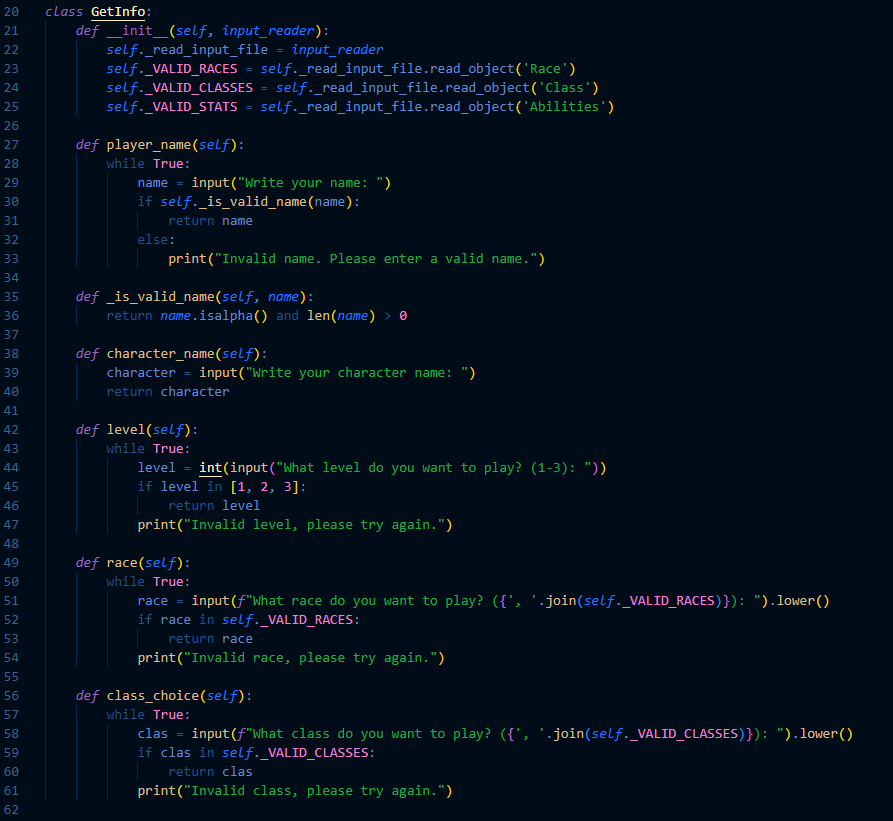 20 class GetInfo:
21     def __init__(self, input_reader):
22         self._read_input_file = input_reader
23         self._VALID_RACES = self._read_input_file.read_object('Race')
24         self._VALID_CLASSES = self._read_input_file.read_object('Class')
25         self._VALID_STATS = self._read_input_file.read_object('Abilities')
26
27     def player_name(self):
28         while True:
29             name = input("Write your name: ")
30             if self._is_valid_name(name):
31                 return name
32             else:
33                 print("Invalid name. Please enter a valid name.")
34
35     def _is_valid_name(self, name):
36         return name.isalpha() and len(name) > 0
37
38     def character_name(self):
39         character = input("Write your character name: ")
40         return character
41
42     def level(self):
43         while True:
44             level = int(input("What level do you want to play? (1-3): "))
45             if level in [1, 2, 3]:
46                 return level
47             print("Invalid level, please try again.")
48
49     def race(self):
50         while True:
51             race = input(f"What race do you want to play? ({', '.join(self._VALID_RACES)}): ").lower()
52             if race in self._VALID_RACES:
53                 return race
54             print("Invalid race, please try again.")
55
56     def class_choice(self):
57         while True:
58             clas = input(f"What class do you want to play? ({', '.join(self._VALID_CLASSES)}): ").lower()
59             if clas in self._VALID_CLASSES:
60                 return clas
61             print("Invalid class, please try again.")
62